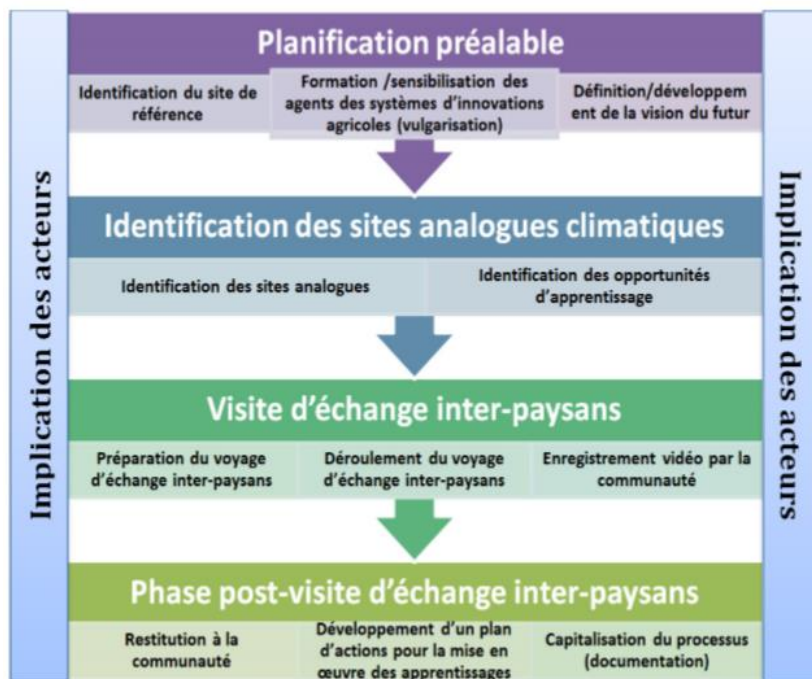 Implication des acteurs
Planification préalable
Identification du site de
référence
Formation /sensibilisation des
agents des systèmes d'innovations
agricoles (vulgarisation)
Définition/développem
ent de la vision du futur
Identification des sites analogues climatiques
Identification des sites analogues
Identification des opportunités
d'apprentissage
Visite d'échange inter-paysans
Préparation du voyage
d'échange inter-paysans
Déroulement du voyage
d'échange inter-paysans
Enregistrement vidéo par la
communauté
Phase post-visite d'échange inter-paysans
Restitution à la
communauté
Développement d'un plan
d'actions pour la mise en
œuvre des apprentissages
Capitalisation du processus
(documentation)
Implication des acteurs